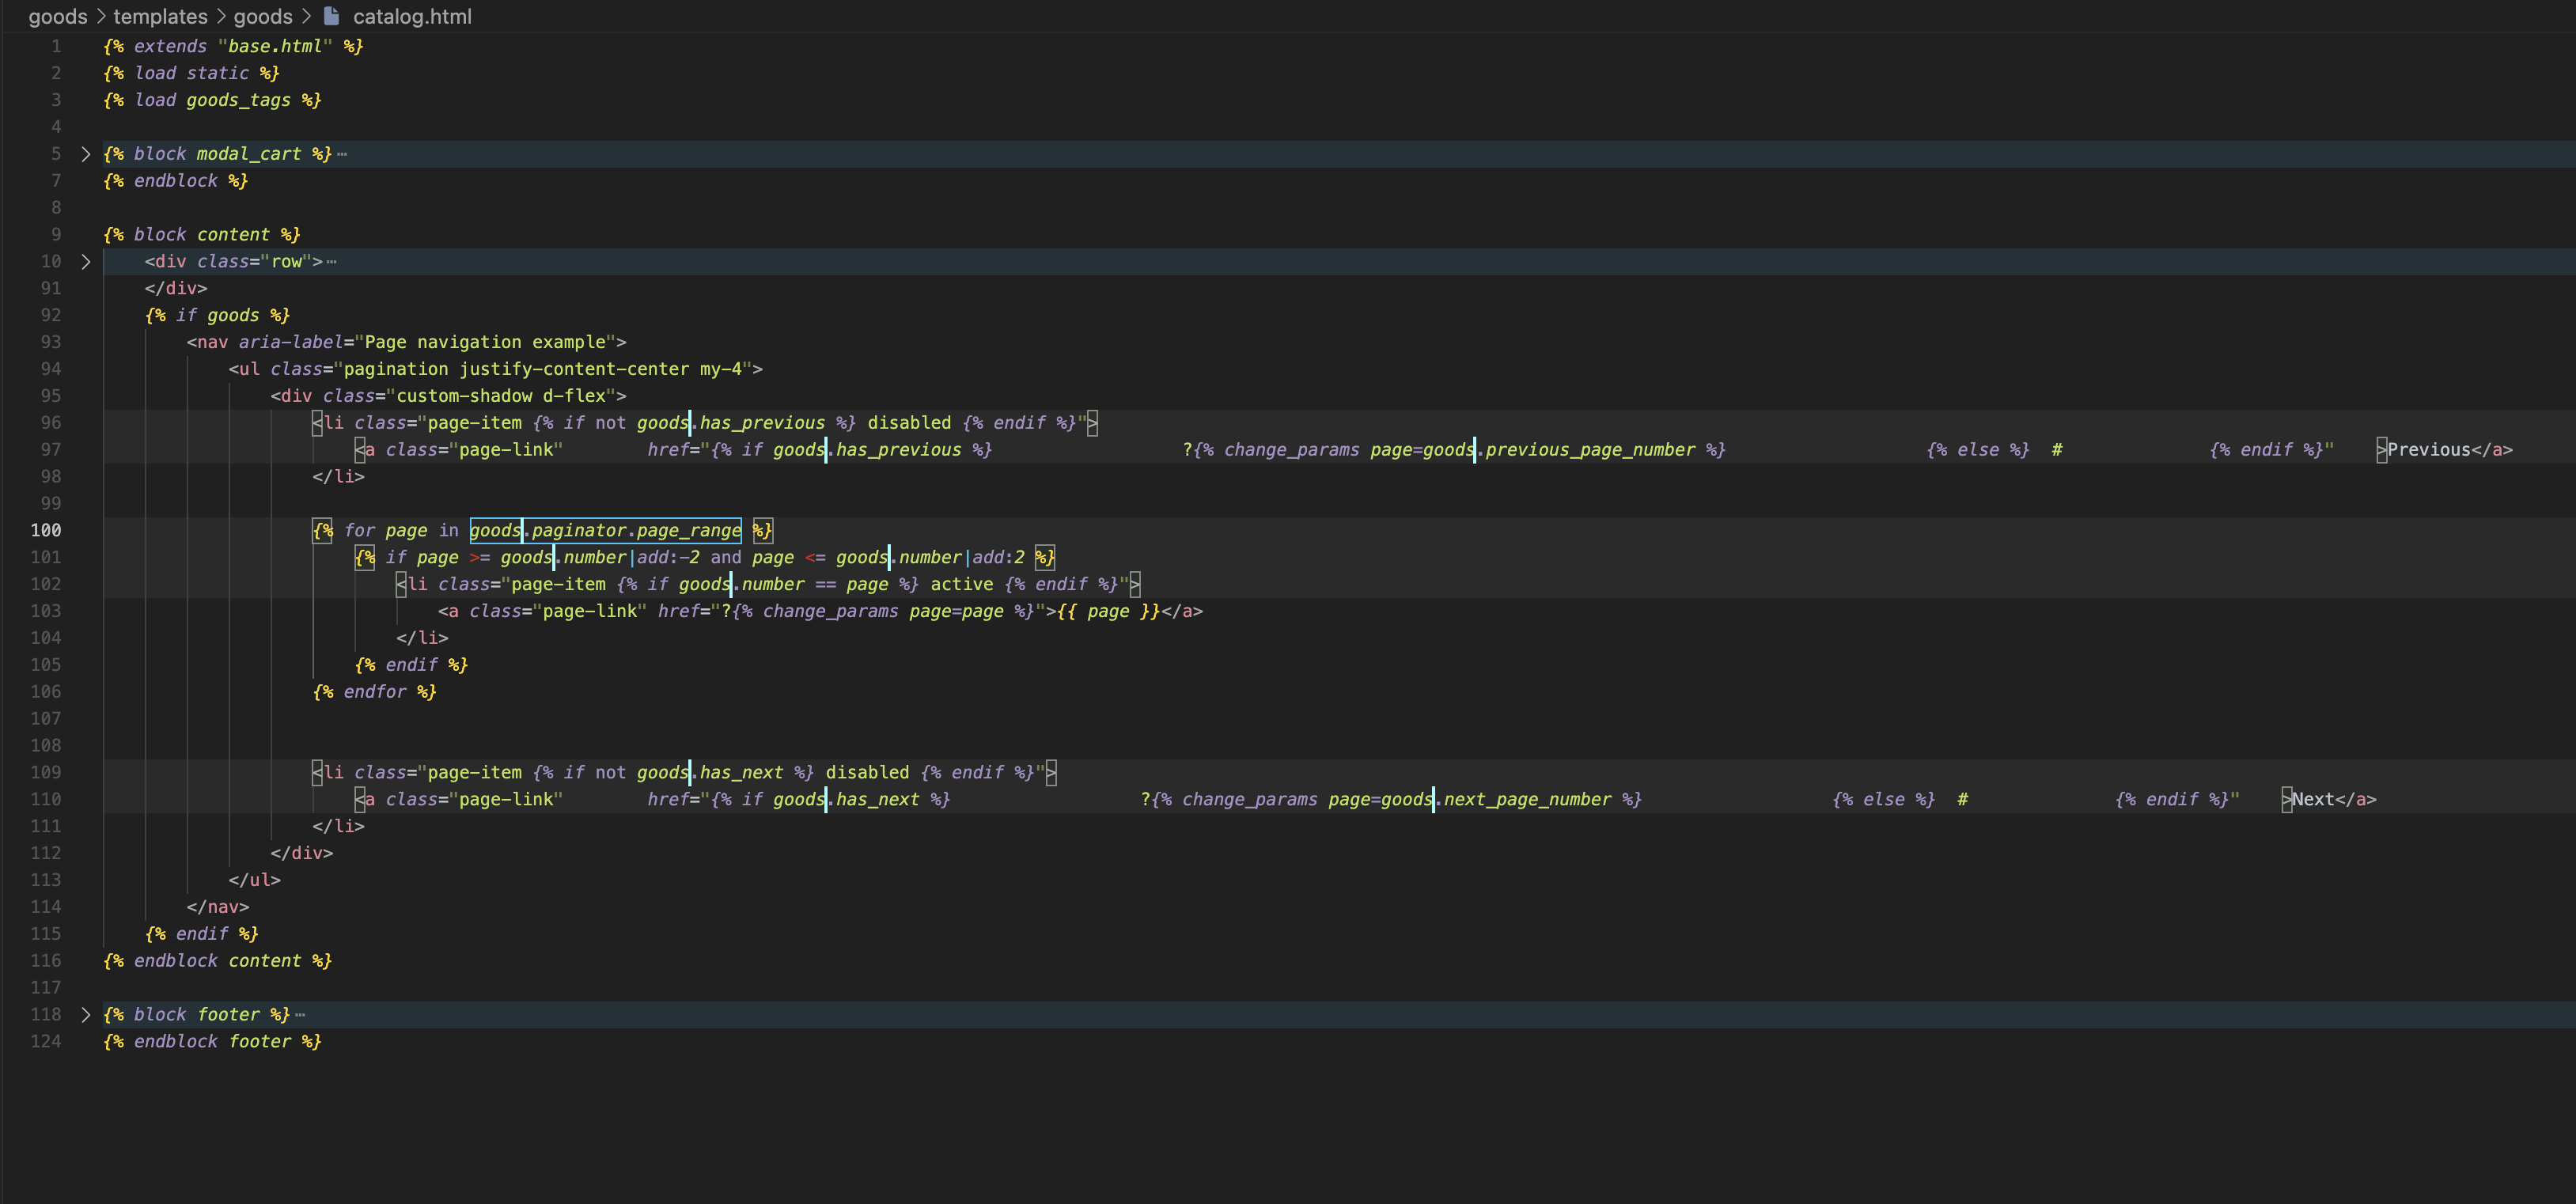 goods > templates > goods > catalog.html
1 {% extends "base.html" %}
2 {% load static %}
3 {% load goods_tags %}
4
5 > {% block modal_cart %} ⋯
7 {% endblock %}
8
9 {% block content %}
10 > <div class="row"> ⋯
91 </div>
92 {% if goods %}
93 <nav aria-label="Page navigation example">
94 <ul class="pagination justify-content-center my-4">
95 <div class="custom-shadow d-flex">
96 <li class="page-item {% if not goods.has_previous %} disabled {% endif %}">
97 <a class="page-link" href="{% if goods.has_previous %} ?{% change_params page=goods.previous_page_number %} {% else %} # {% endif %}" >Previous</a>
98 </li>
99
100 {% for page in goods.paginator.page_range %}
101 {% if page >= goods.number|add:-2 and page <= goods.number|add:2 %}
102 <li class="page-item {% if goods.number == page %} active {% endif %}">
103 <a class="page-link" href="?{% change_params page=page %}">{{ page }}</a>
104 </li>
105 {% endif %}
106 {% endfor %}
107
108
109 <li class="page-item {% if not goods.has_next %} disabled {% endif %}">
110 <a class="page-link" href="{% if goods.has_next %} ?{% change_params page=goods.next_page_number %} {% else %} # {% endif %}" >Next</a>
111 </li>
112 </div>
113 </ul>
114 </nav>
115 {% endif %}
116 {% endblock content %}
117
118 > {% block footer %} ⋯
124 {% endblock footer %}